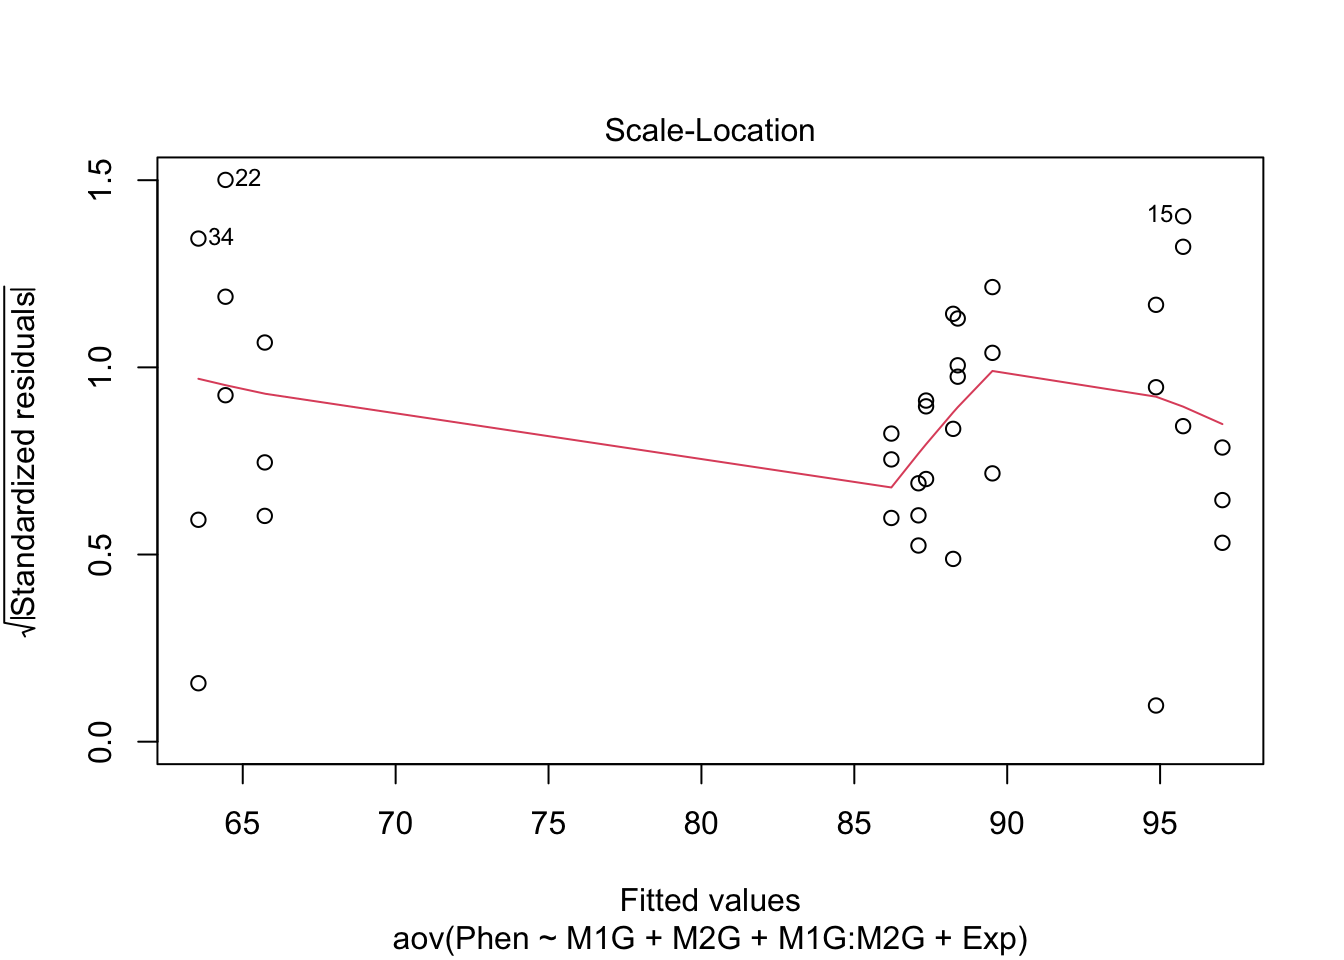 Scale-Location
√|Standardized residuals|
1.5
1.0
0.5
0.0
22
34
15
65 70 75 80 85 90 95
Fitted values
aov(Phen ~ M1G + M2G + M1G:M2G + Exp)